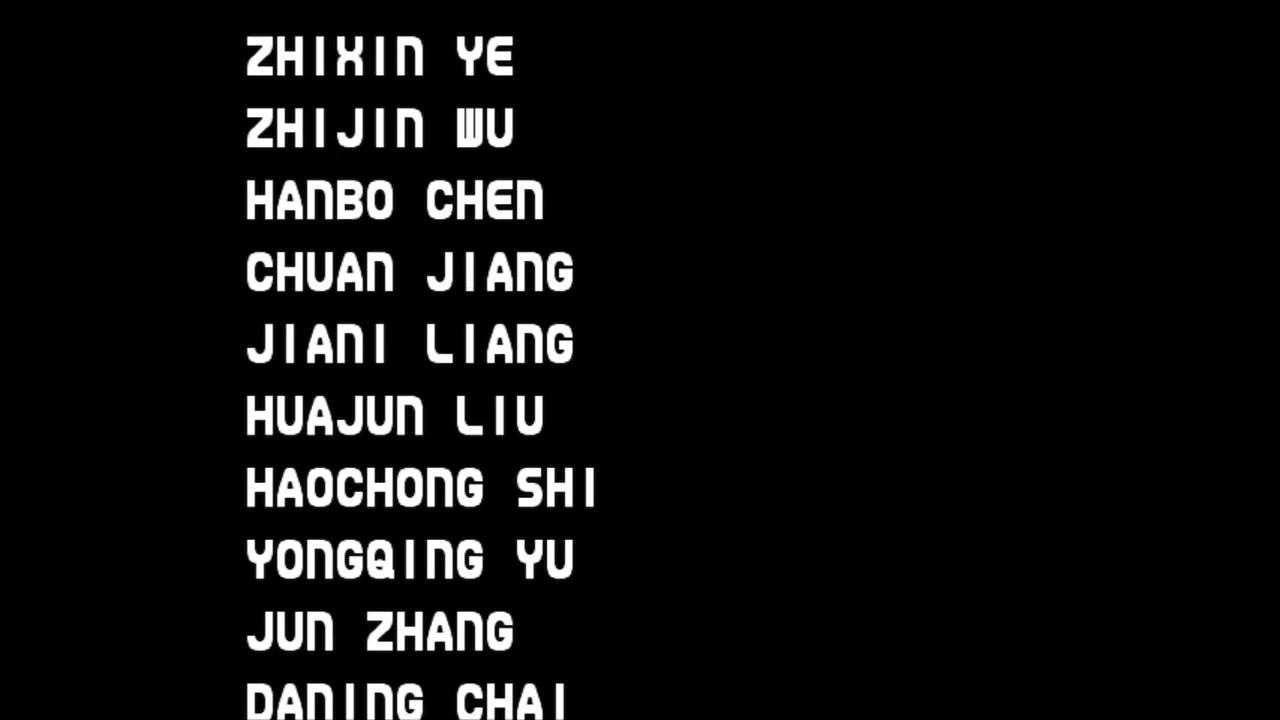 ZHIXIN YE
ZHIJIN WU
HANBO CHEN
CHUAN JIANG
JIANI LIANG
HUAJUN LIU
HAOCHONG SHI
YONGQING YU
JUN ZHANG
DANING CHAI